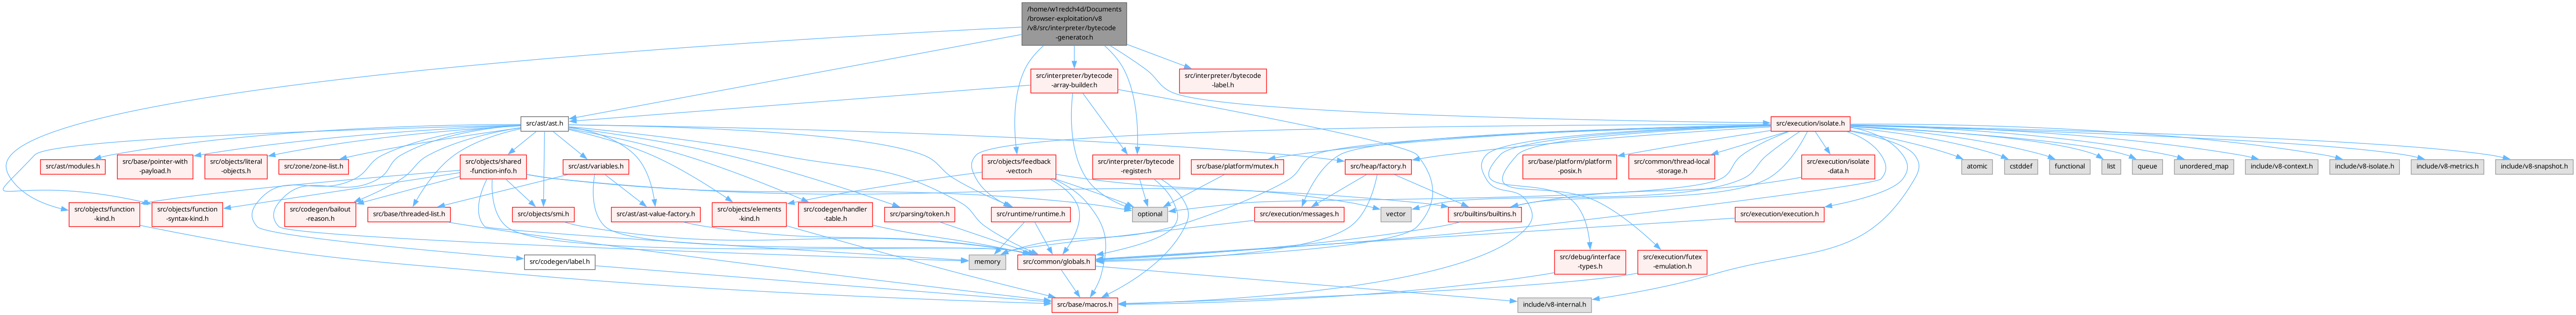 /home/w1redch4d/Documents
/browser-exploitation/v8
/v8/src/interpreter/bytecode
-generator.h
src/interpreter/bytecode
-array-builder.h
src/interpreter/bytecode
-label.h
src/ast/ast.h
src/execution/isolate.h
src/ast/modules.h
src/base/pointer-with
-payload.h
src/objects/literal
-objects.h
src/zone/zone-list.h
src/objects/shared
-function-info.h
src/ast/variables.h
src/objects/feedback
-vector.h
src/interpreter/bytecode
-register.h
src/base/platform/mutex.h
src/heap/factory.h
src/base/platform/platform
-posix.h
src/common/thread-local
-storage.h
src/execution/isolate
-data.h
atomic
cstddef
functional
list
queue
unordered_map
include/v8-context.h
include/v8-isolate.h
include/v8-metrics.h
include/v8-snapshot.h
src/objects/function
-kind.h
src/objects/function
-syntax-kind.h
src/codegen/bailout
-reason.h
src/base/threaded-list.h
src/objects/smi.h
src/ast/ast-value-factory.h
src/objects/elements
-kind.h
src/codegen/handler
-table.h
src/parsing/token.h
src/runtime/runtime.h
optional
src/execution/messages.h
vector
src/builtins/builtins.h
src/execution/execution.h
src/codegen/label.h
memory
src/common/globals.h
src/debug/interface
-types.h
src/execution/futex
-emulation.h
src/base/macros.h
include/v8-internal.h